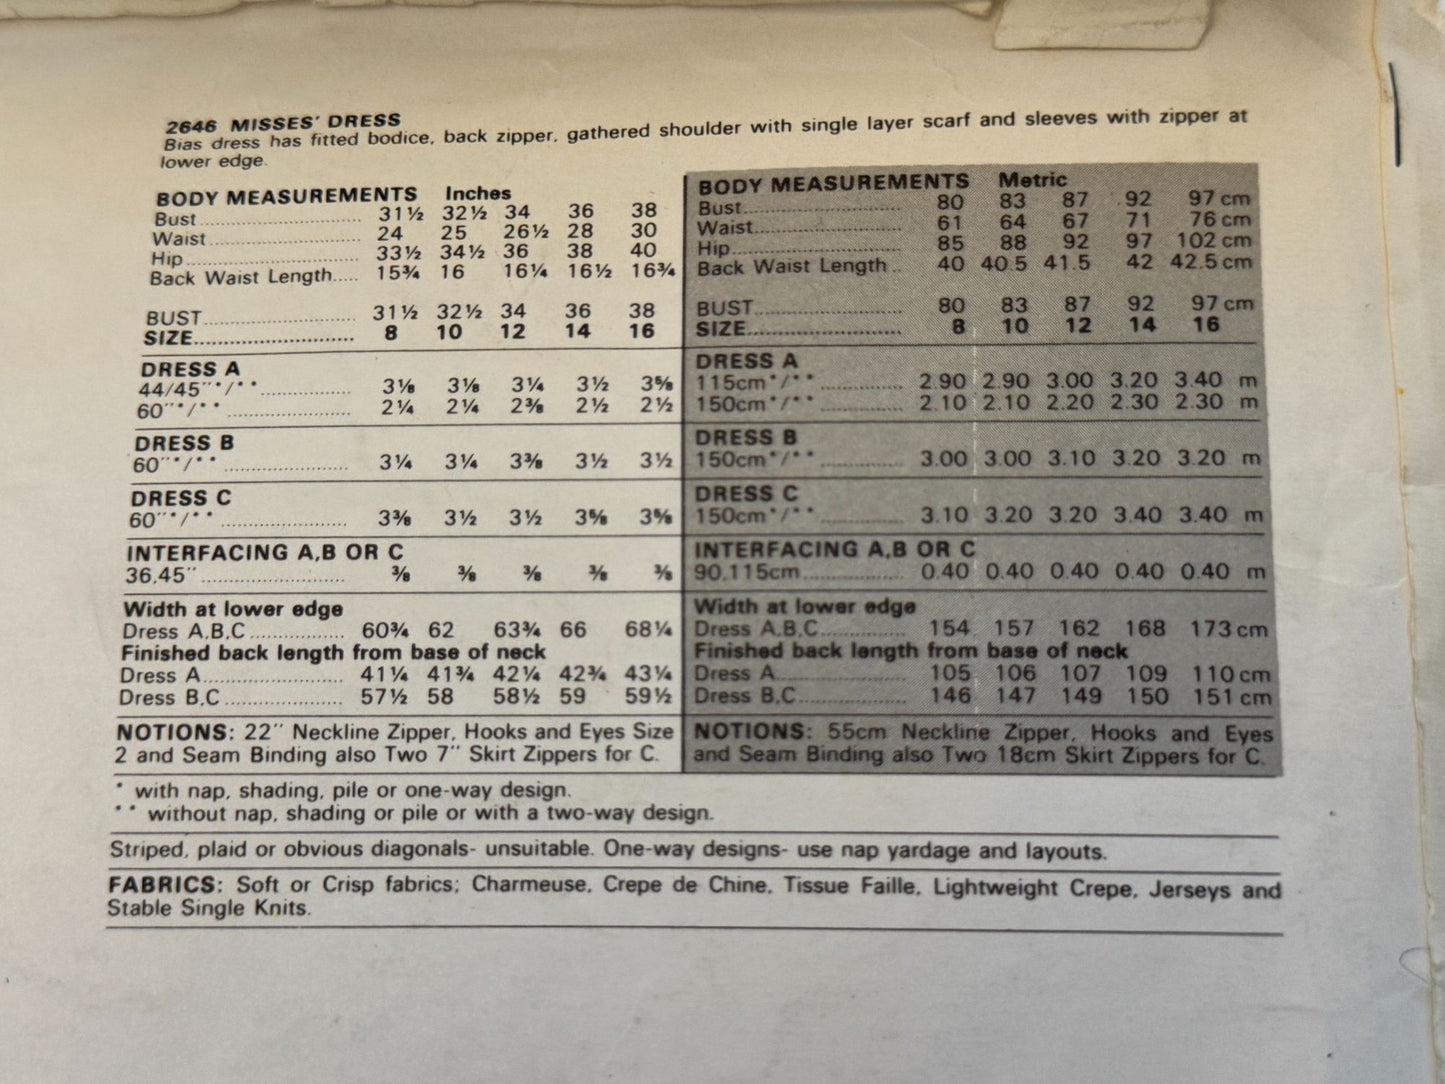 2646 MISSES' DRESS
Bias dress has fitted bodice, back zipper, gathered shoulder with single layer scarf and sleeves with zipper at
lower edge.
BODY MEASUREMENTS Inches
Bust 31½ 32½ 34 36 38
Waist 24 25 26½ 28 30
Hip 33½ 34½ 36 38 40
Back Waist Length 15¾ 16 16¼ 16½ 16¾
BUST 31½ 32½ 34 36 38
SIZE 8 10 12 14 16
DRESS A
44/45"*/** 3⅛ 3⅛ 3¼ 3½ 3⅝
60"*/** 2¼ 2¼ 2⅜ 2½ 2½
DRESS B
60"*/** 3¼ 3¼ 3⅜ 3½ 3½
DRESS C
60"*/** 3⅜ 3½ 3½ 3⅝ 3⅝
INTERFACING A,B OR C
36,45" ⅜ ⅜ ⅜ ⅜ ⅜
Width at lower edge
Dress A,B,C 60¾ 62 63¾ 66 68¼
Finished back length from base of neck
Dress A 41¼ 41¾ 42¼ 42¾ 43¼
Dress B,C 57½ 58 58½ 59 59½
NOTIONS: 22" Neckline Zipper, Hooks and Eyes Size
2 and Seam Binding also Two 7" Skirt Zippers for C.
BODY MEASUREMENTS Metric
Bust 80 83 87 92 97 cm
Waist 61 64 67 71 76 cm
Hip 85 88 92 97 102 cm
Back Waist Length 40 40.5 41.5 42 42.5 cm
BUST 80 83 87 92 97 cm
SIZE 8 10 12 14 16
DRESS A
115cm*/** 2.90 2.90 3.00 3.20 3.40 m
150cm*/** 2.10 2.10 2.20 2.30 2.30 m
DRESS B
150cm*/** 3.00 3.00 3.10 3.20 3.20 m
DRESS C
150cm*/** 3.10 3.20 3.20 3.40 3.40 m
INTERFACING A,B OR C
90,115cm 0.40 0.40 0.40 0.40 0.40 m
Width at lower edge
Dress A,B,C 154 157 162 168 173 cm
Finished back length from base of neck
Dress A 105 106 107 109 110 cm
Dress B,C 146 147 149 150 151 cm
NOTIONS: 55cm Neckline Zipper, Hooks and Eyes
and Seam Binding also Two 18cm Skirt Zippers for C.
* with nap, shading, pile or one-way design.
** without nap, shading or pile or with a two-way design.
Striped, plaid or obvious diagonals- unsuitable. One-way designs- use nap yardage and layouts.
FABRICS: Soft or Crisp fabrics; Charmeuse, Crepe de Chine, Tissue Faille, Lightweight Crepe, Jerseys and
Stable Single Knits.